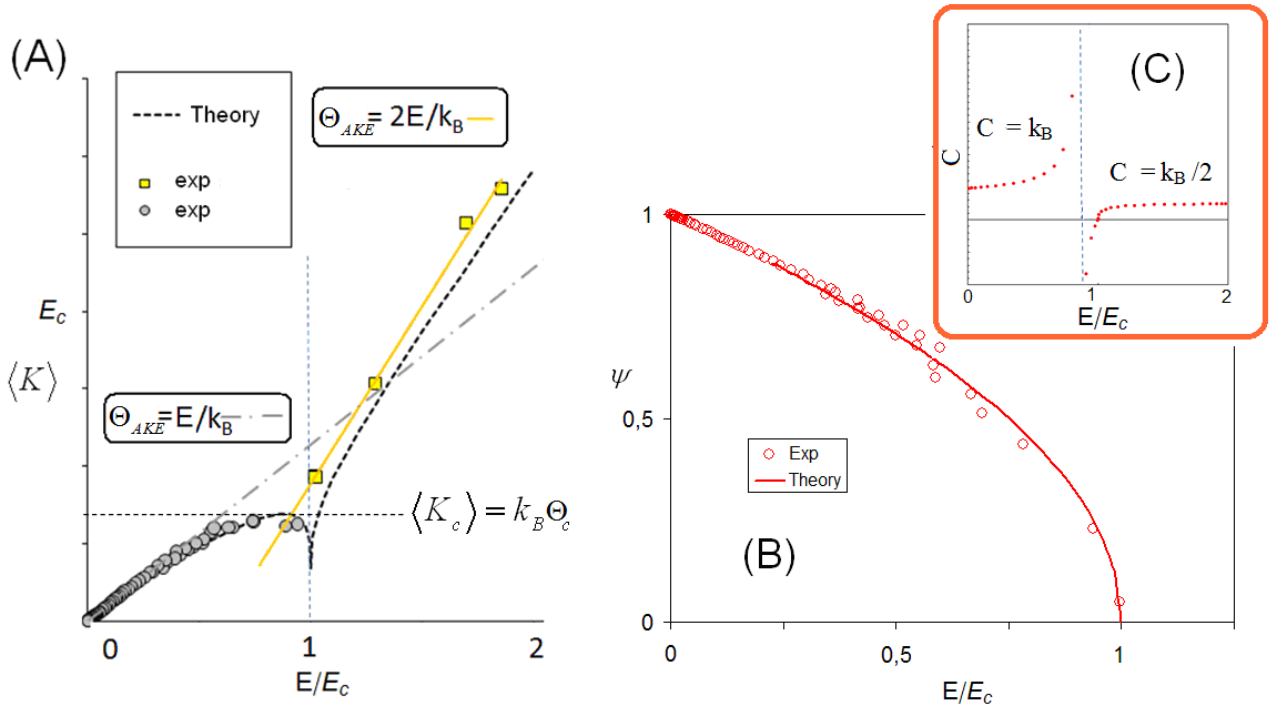 (A)
Theory
exp
exp
Θ_AKE = 2E/k_B
E_c
⟨K⟩
Θ_AKE = E/k_B
⟨K_c⟩ = k_B Θ_c
0
1
2
E/E_c
(B)
1
ψ
0,5
0
Exp
Theory
0
0,5
1
E/E_c
(C)
C = k_B
C
C = k_B /2
0
1
2
E/E_c